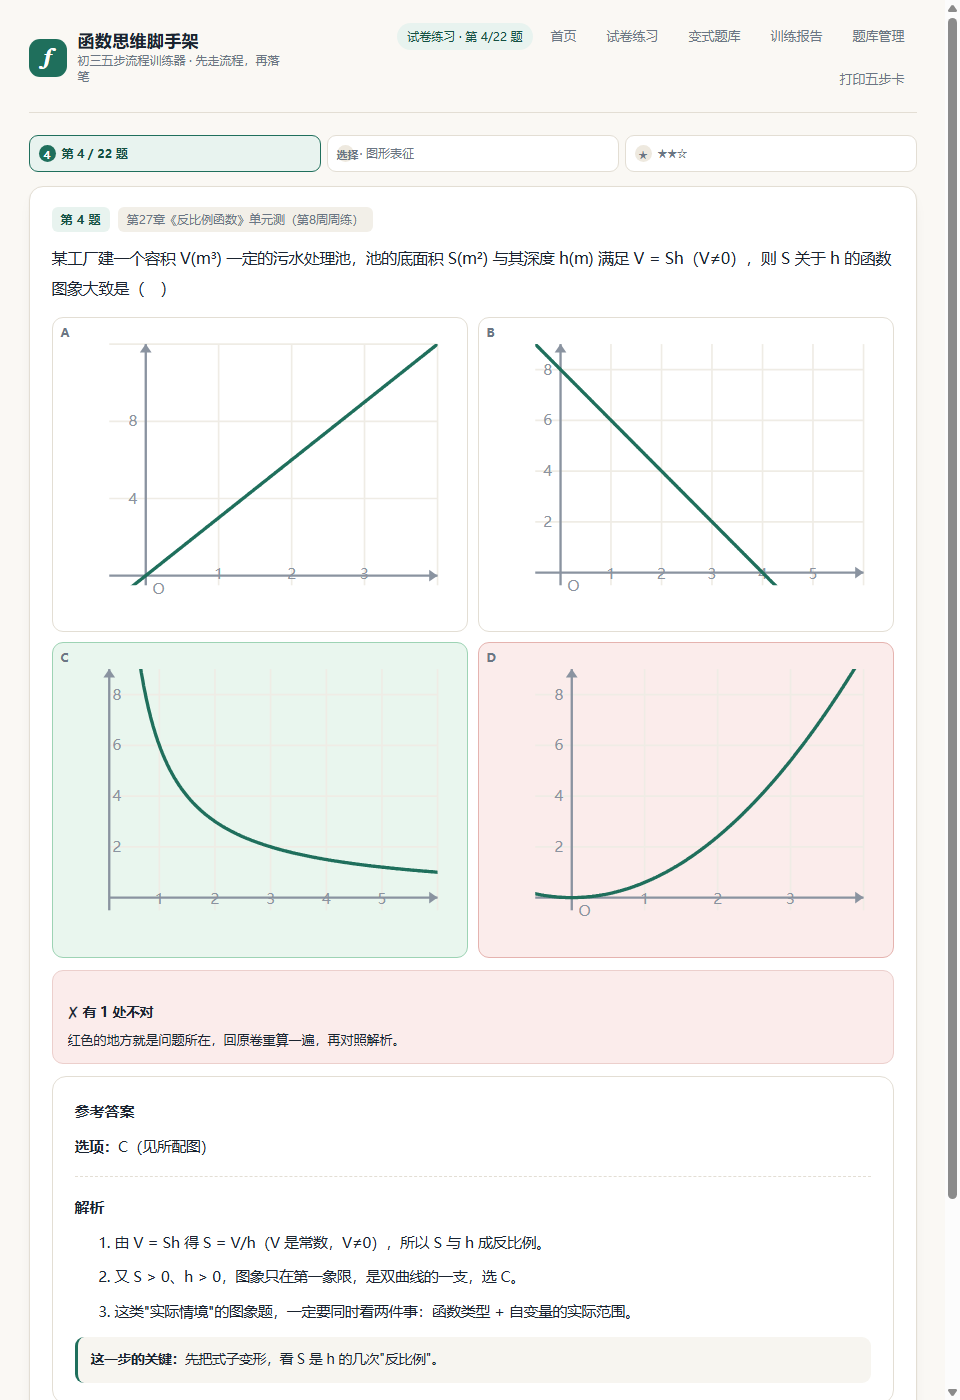 f
函数思维脚手架
初三五步流程训练器 · 先走流程，再落
笔
试卷练习 · 第 4/22 题
首页
试卷练习
变式题库
训练报告
题库管理
打印五步卡
4 第 4 / 22 题
选择 · 图形表征
★ ★★☆
第 4 题
第27章《反比例函数》单元测（第8周周练）
某工厂建一个容积 V(m³) 一定的污水处理池，池的底面积 S(m²) 与其深度 h(m) 满足 V = Sh（V≠0），则 S 关于 h 的函数
图象大致是（　）
A
8
4
O
1 2 3
B
8
6
4
2
O
1 2 3 4 5
C
8
6
4
2
1 2 3 4 5
D
8
6
4
2
O
1 2 3
✗ 有 1 处不对
红色的地方就是问题所在，回原卷重算一遍，再对照解析。
参考答案
选项：C（见所配图）
解析
1. 由 V = Sh 得 S = V/h（V 是常数，V≠0），所以 S 与 h 成反比例。
2. 又 S > 0、h > 0，图象只在第一象限，是双曲线的一支，选 C。
3. 这类"实际情境"的图象题，一定要同时看两件事：函数类型 + 自变量的实际范围。
这一步的关键：先把式子变形，看 S 是 h 的几次"反比例"。